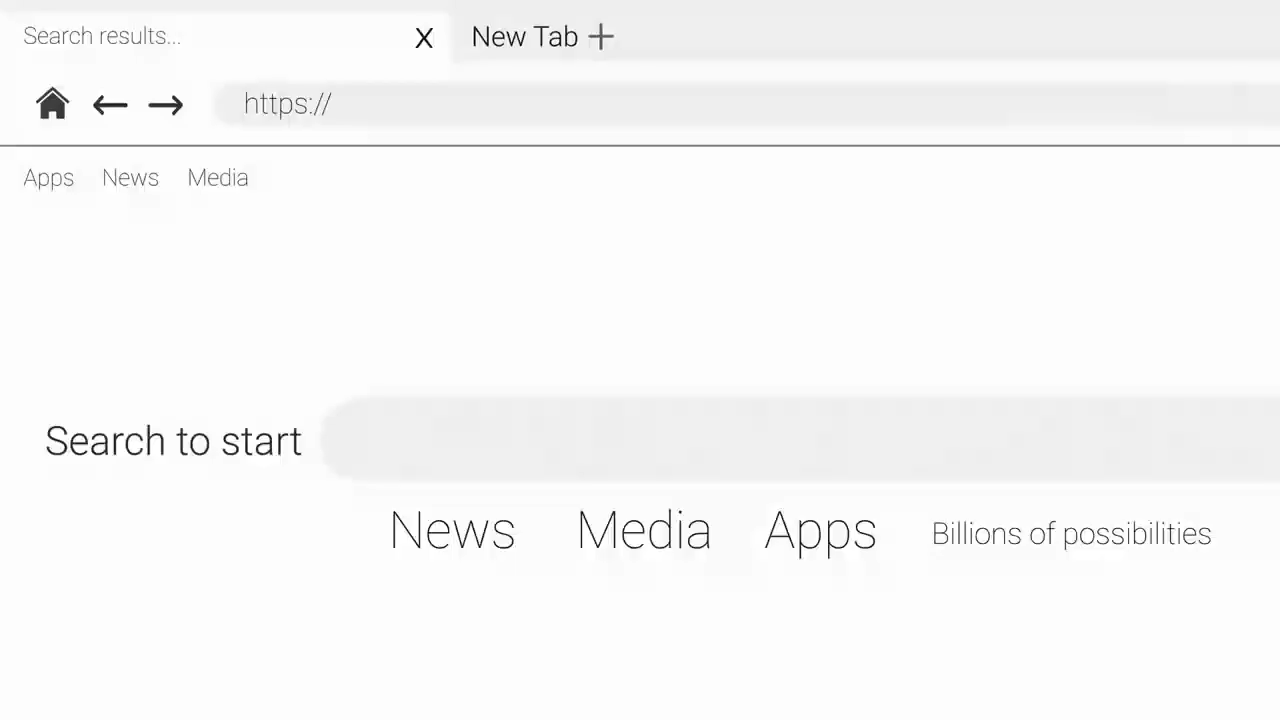 Search results... X New Tab +
https://
Apps News Media
Search to start
News Media Apps Billions of possibilities